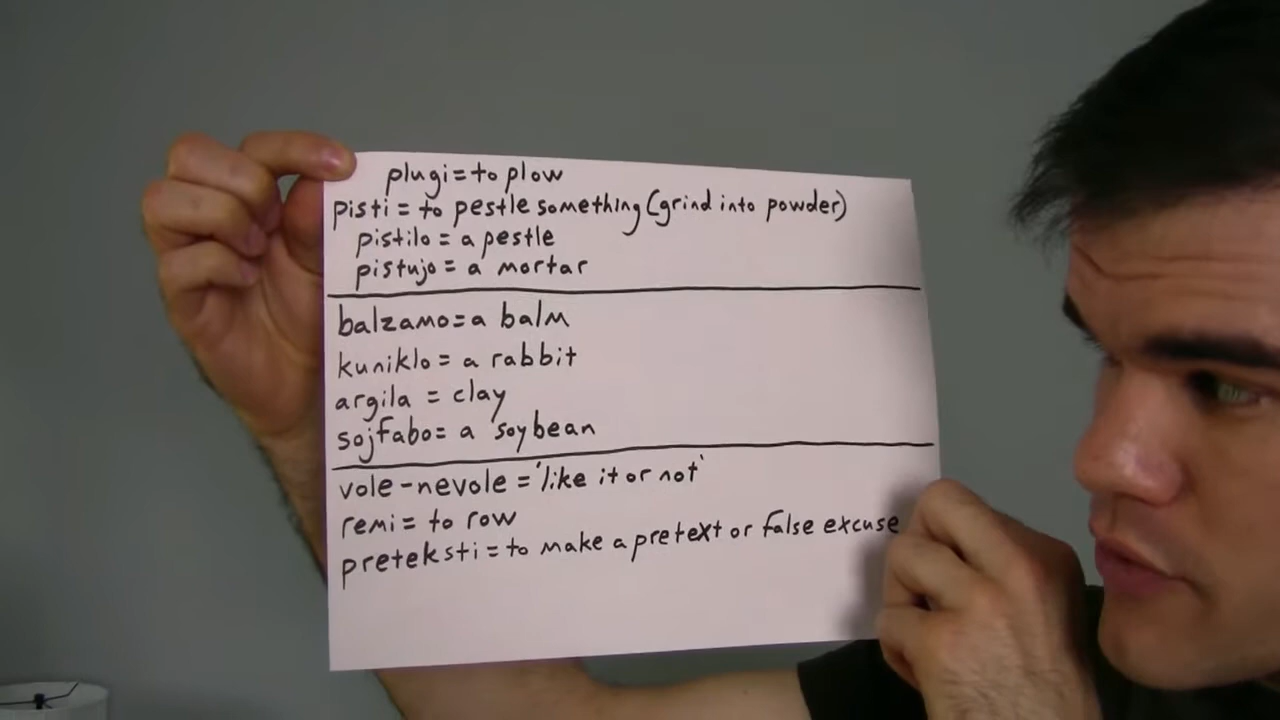 plugi = to plow
pisti = to pestle something (grind into powder)
pistilo = a pestle
pistujo = a mortar
balzamo = a balm
kuniklo = a rabbit
argila = clay
sojfabo = a soybean
vole-nevole = 'like it or not'
remi = to row
preteksti = to make a pretext or false excuse